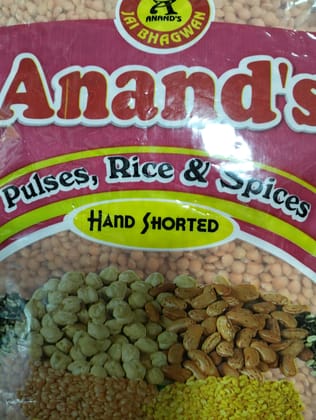 ANAND'S
JAI BHAGWAN
Anand's
Pulses, Rice & Spices
HAND SHORTED